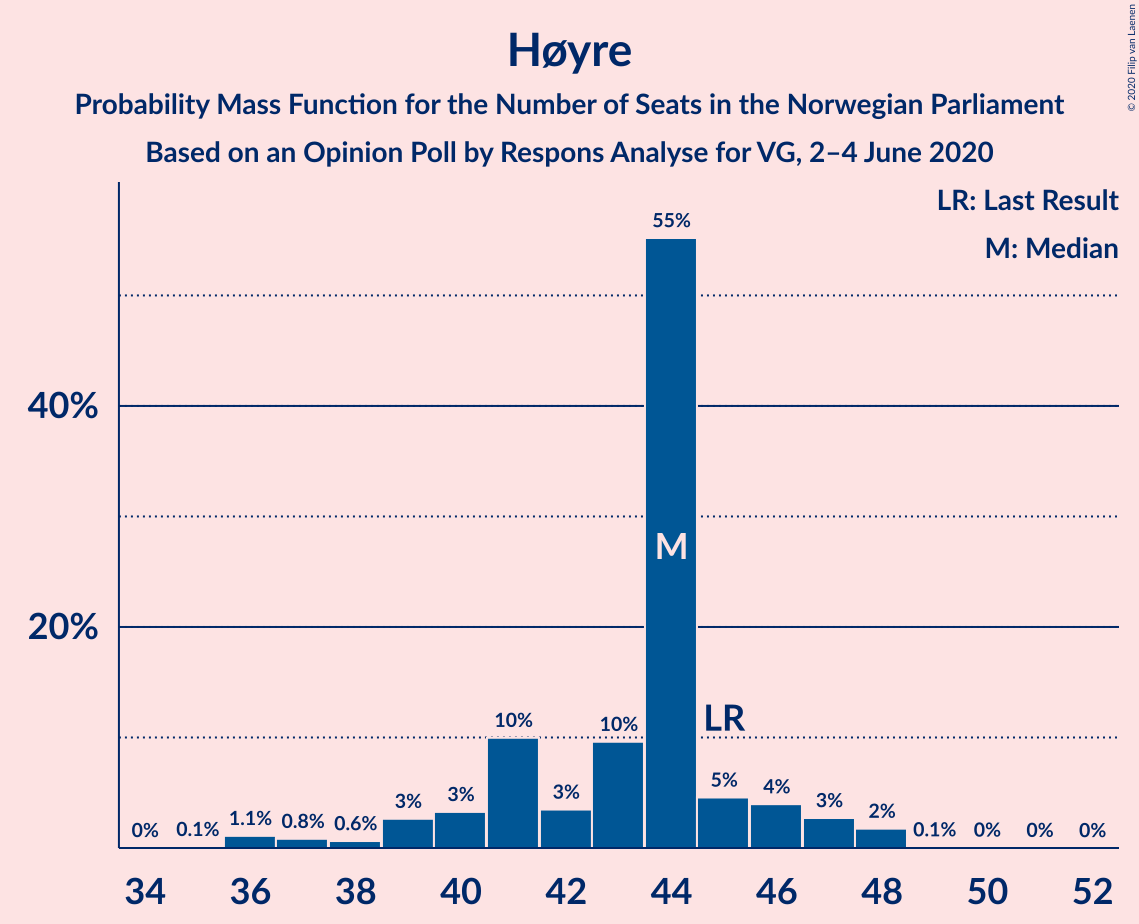 Høyre
Probability Mass Function for the Number of Seats in the Norwegian Parliament
Based on an Opinion Poll by Respons Analyse for VG, 2–4 June 2020
© 2020 Filip van Laenen
LR: Last Result
M: Median
55%
40%
M
20%
LR
10%
10%
5%
4%
3%
3%
3%
3%
2%
1.1%
0.8%
0.6%
0%
0.1%
0.1%
0%
0%
0%
34 36 38 40 42 44 46 48 50 52